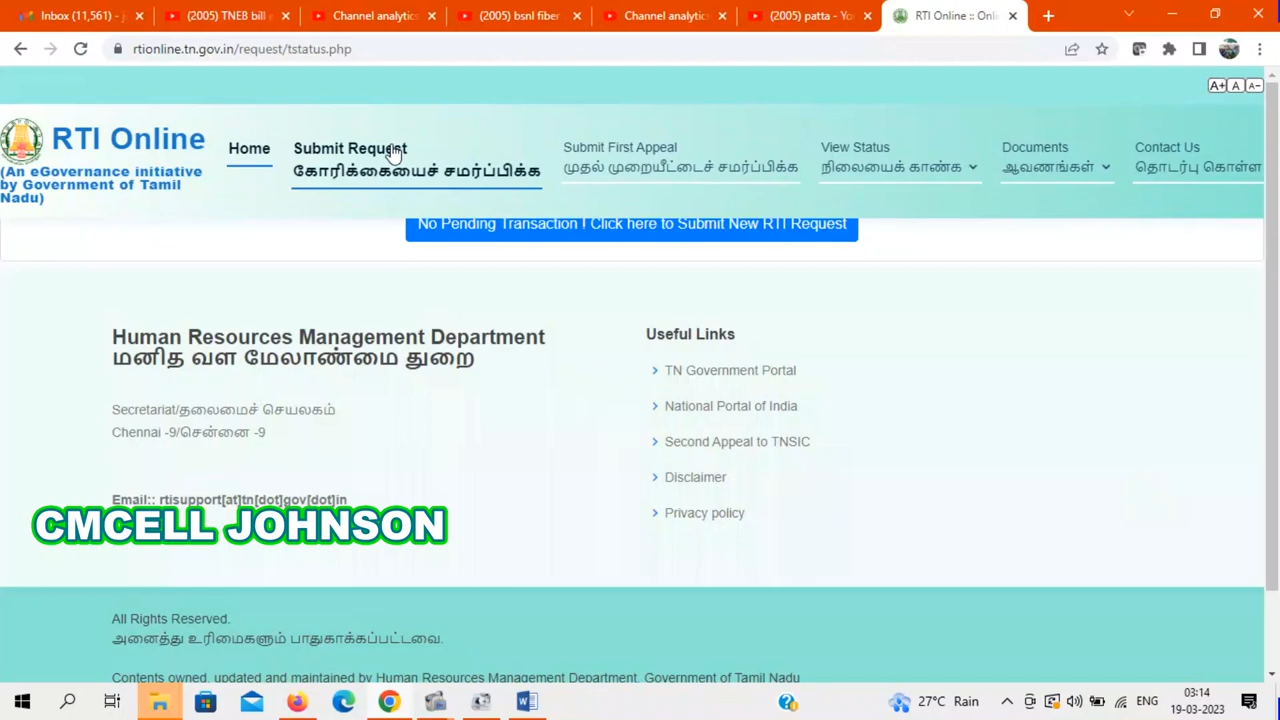 Inbox (11,561) - j
(2005) TNEB bill e
Channel analytic
(2005) bsnl fiber
Channel analytic
(2005) patta - Yo
RTI Online :: Onli
rtionline.tn.gov.in/request/tstatus.php
A+ A A-
RTI Online
(An eGovernance initiative
by Government of Tamil
Nadu)
Home
Submit Request
கோரிக்கையைச் சமர்ப்பிக்க
Submit First Appeal
முதல் முறையீட்டைச் சமர்ப்பிக்க
View Status
நிலையைக் காண்க
Documents
ஆவணங்கள்
Contact Us
தொடர்பு கொள்ள
No Pending Transaction ! Click here to Submit New RTI Request
Human Resources Management Department
மனித வள மேலாண்மை துறை
Secretariat/தலைமைச் செயலகம்
Chennai -9/சென்னை -9
Email:: rtisupport[at]tn[dot]gov[dot]in
Useful Links
TN Government Portal
National Portal of India
Second Appeal to TNSIC
Disclaimer
Privacy policy
CMCELL JOHNSON
All Rights Reserved.
அனைத்து உரிமைகளும் பாதுகாக்கப்பட்டவை.
Contents owned, updated and maintained by Human Resources Management Department, Government of Tamil Nadu
27°C Rain
ENG
03:14
19-03-2023